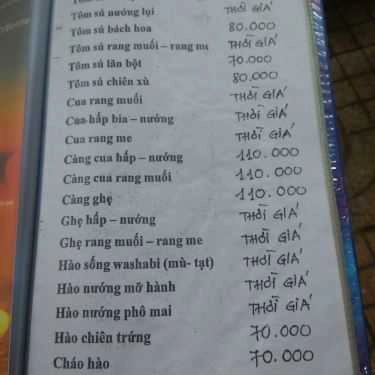 Tôm sú nướng lụi THỜI GIÁ
Tôm sú bách hoa 80.000
Tôm sú rang muối – rang me THỜI GIÁ
Tôm sú lăn bột 70.000
Tôm sú chiên xù 80.000
Cua rang muối THỜI GIÁ
Cua hấp bia – nướng THỜI GIÁ
Cua rang me THỜI GIÁ
Càng cua hấp – nướng 110.000
Càng cua rang muối 110.000
Càng ghẹ 110.000
Ghẹ hấp – nướng THỜI GIÁ
Ghẹ rang muối – rang me THỜI GIÁ
Hào sống washabi (mù- tạt) THỜI GIÁ
Hào nướng mỡ hành THỜI GIÁ
Hào nướng phô mai THỜI GIÁ
Hào chiên trứng 70.000
Cháo hào 70.000